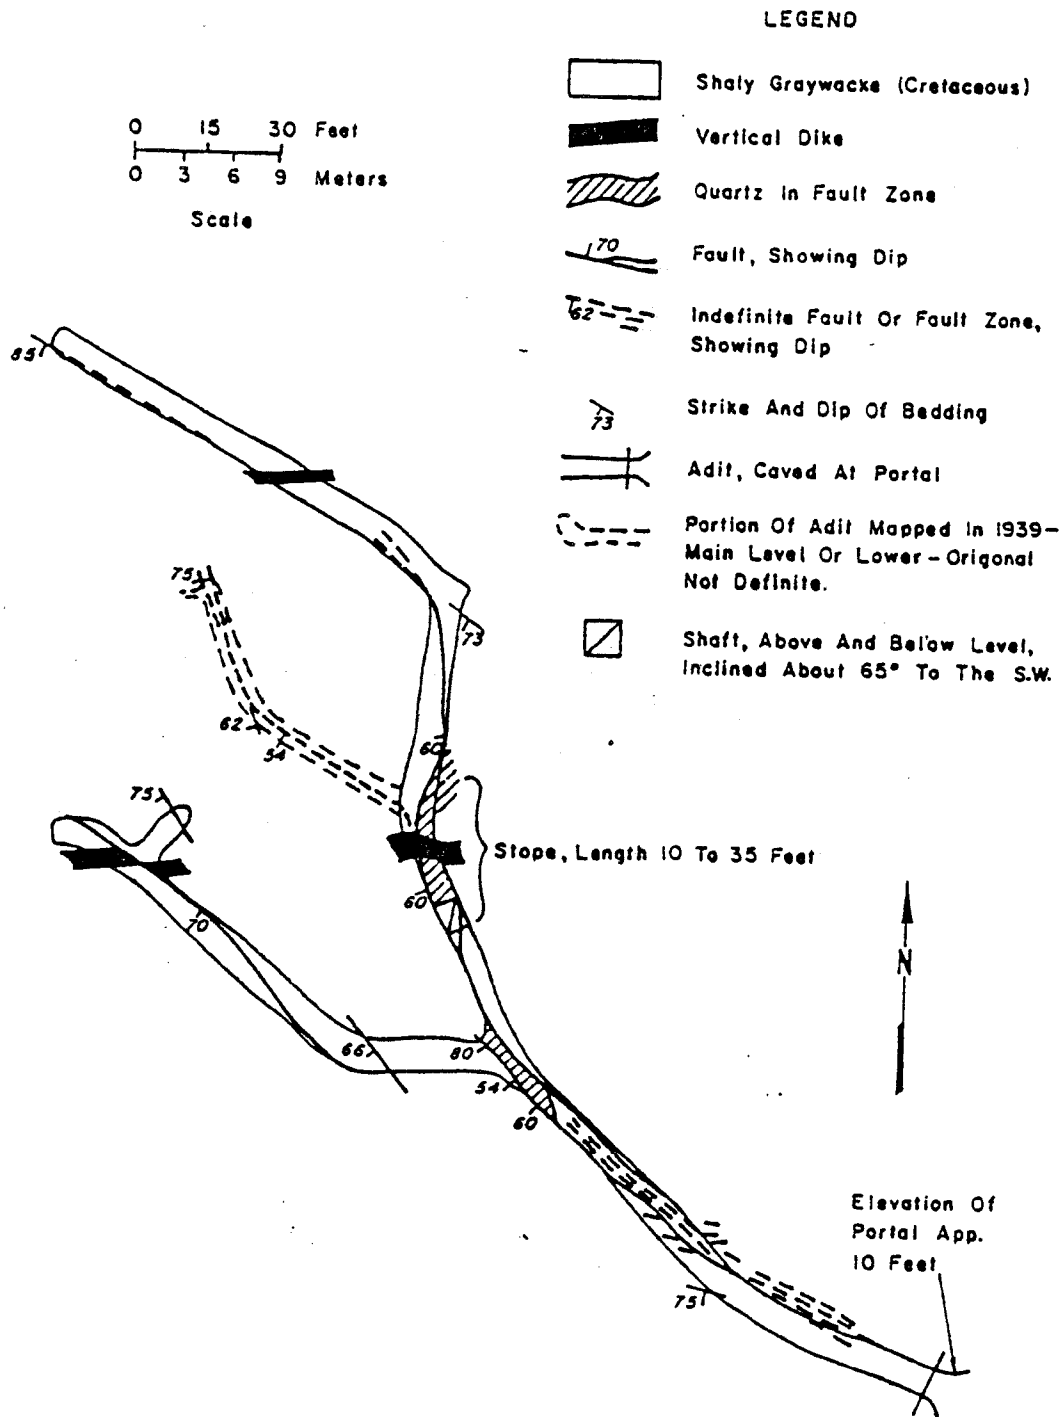 LEGEND
Shaly Graywacke (Cretaceous)
Vertical Dike
Quartz In Fault Zone
70
Fault, Showing Dip
62
Indefinite Fault Or Fault Zone,
Showing Dip
73
Strike And Dip Of Bedding
Adit, Caved At Portal
Portion Of Adit Mapped In 1939-
Main Level Or Lower - Origonal
Not Definite.
Shaft, Above And Below Level,
Inclined About 65° To The S.W.
0 15 30 Feet
0 3 6 9 Meters
Scale
85
75
73
62
54
60
75
Stope, Length 10 To 35 Feet
60
70
N
66
80
54
60
Elevation Of
Portal App.
10 Feet
75